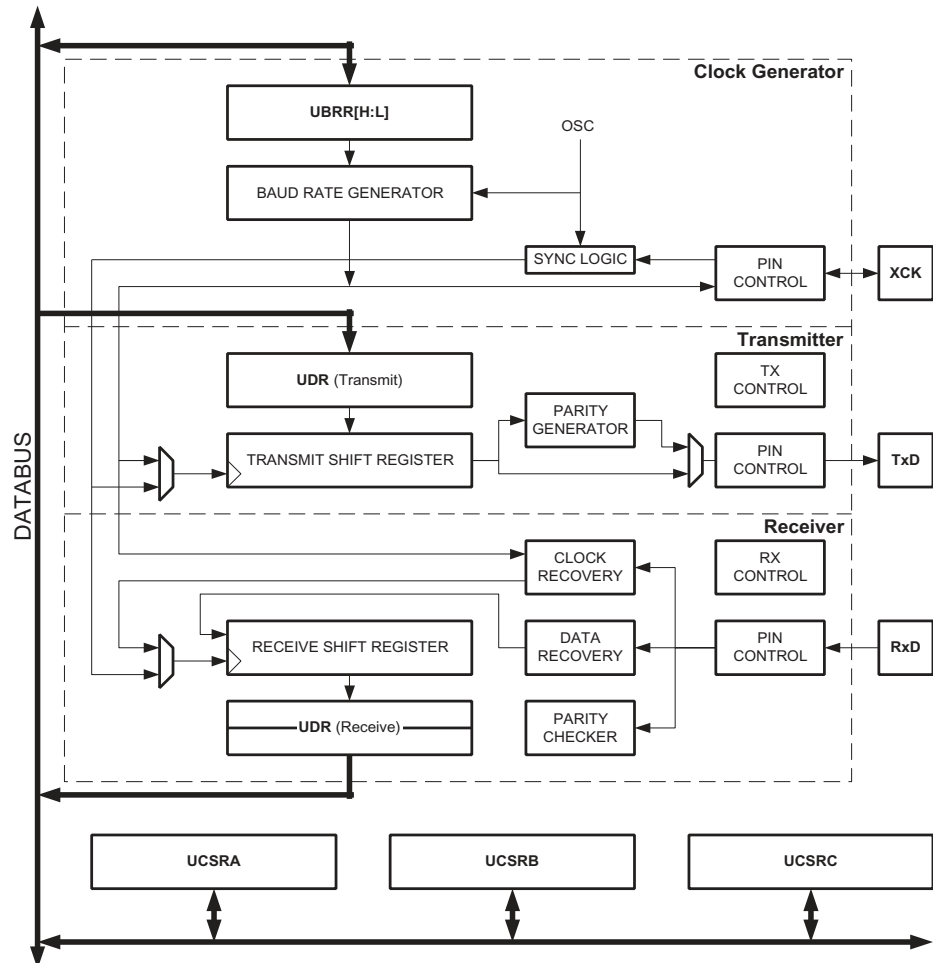 Clock Generator
UBRR[H:L]
OSC
BAUD RATE GENERATOR
SYNC LOGIC
PIN
CONTROL
XCK
Transmitter
UDR (Transmit)
TX
CONTROL
PARITY
GENERATOR
TRANSMIT SHIFT REGISTER
PIN
CONTROL
TxD
DATABUS
Receiver
CLOCK
RECOVERY
RX
CONTROL
RECEIVE SHIFT REGISTER
DATA
RECOVERY
PIN
CONTROL
RxD
UDR (Receive)
PARITY
CHECKER
UCSRA
UCSRB
UCSRC